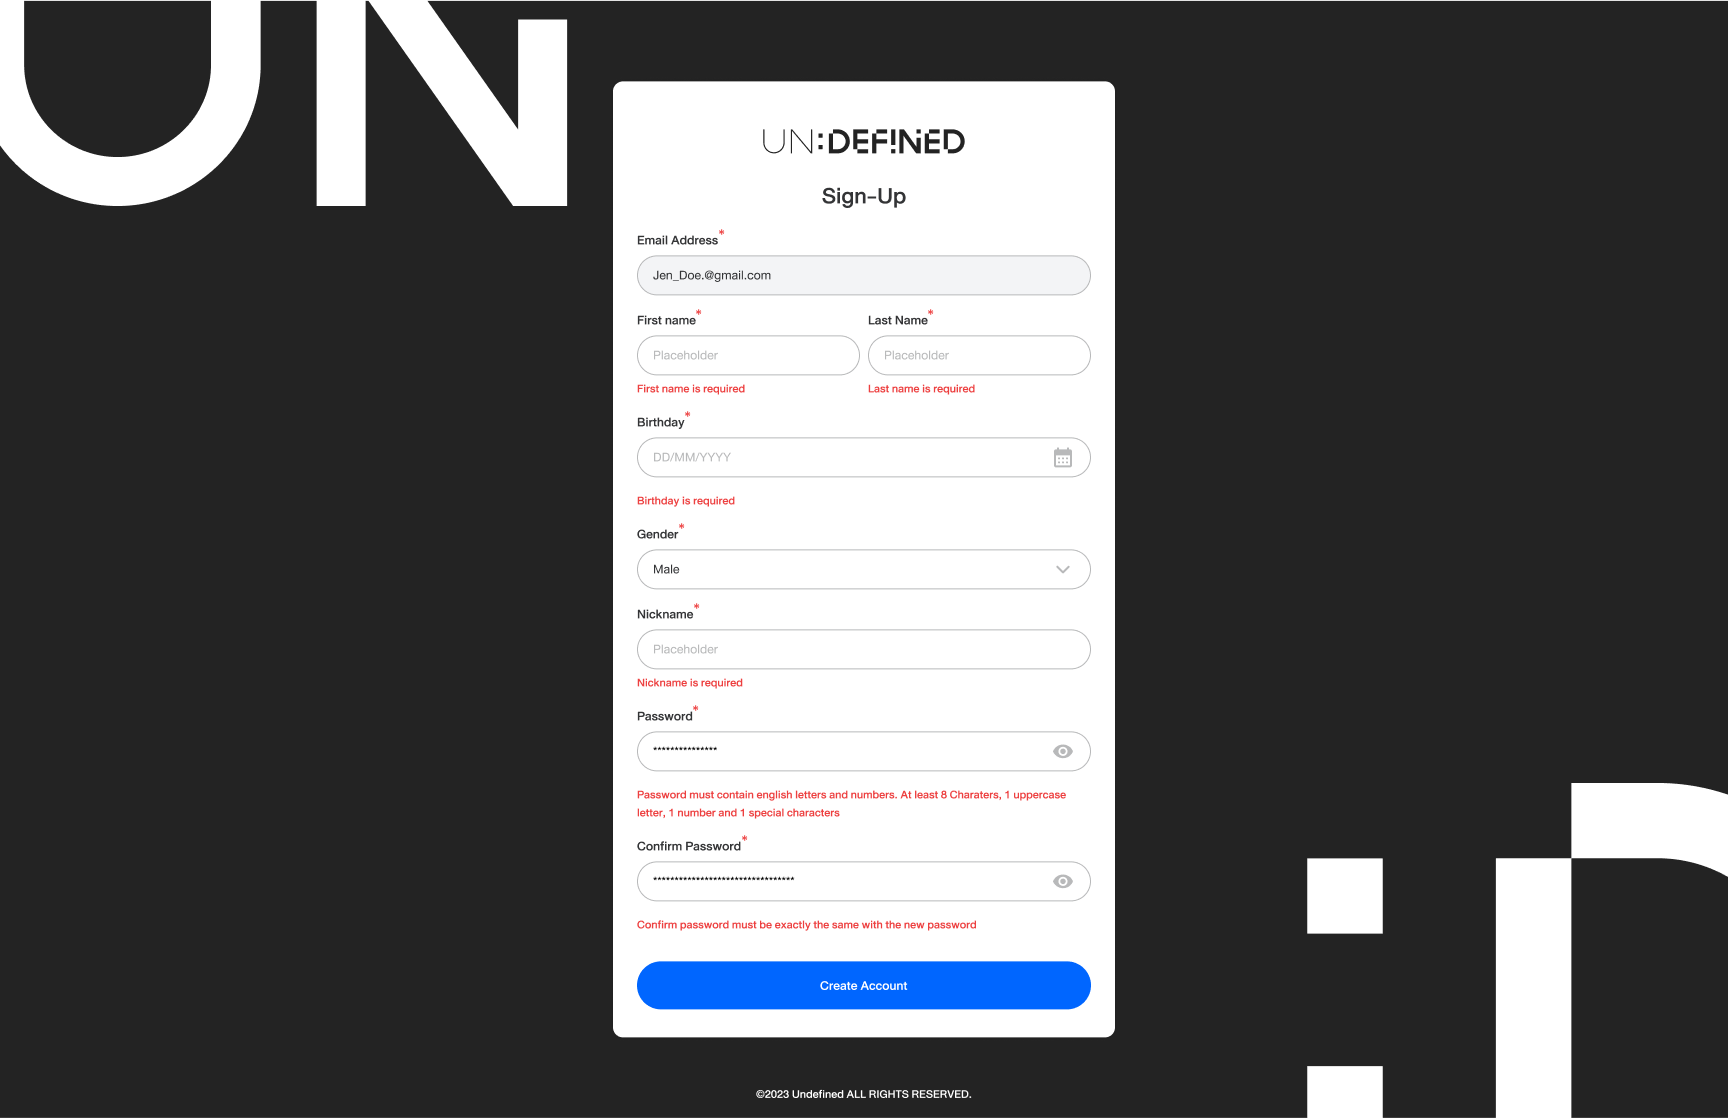 UN
UN:DEF!NED
Sign-Up
Email Address*
Jen_Doe.@gmail.com
First name* Last Name*
Placeholder Placeholder
First name is required Last name is required
Birthday*
DD/MM/YYYY
Birthday is required
Gender*
Male
Nickname*
Placeholder
Nickname is required
Password*
***************
Password must contain english letters and numbers. At least 8 Charaters, 1 uppercase
letter, 1 number and 1 special characters
Confirm Password*
*********************************
Confirm password must be exactly the same with the new password
Create Account
:D
©2023 Undefined ALL RIGHTS RESERVED.